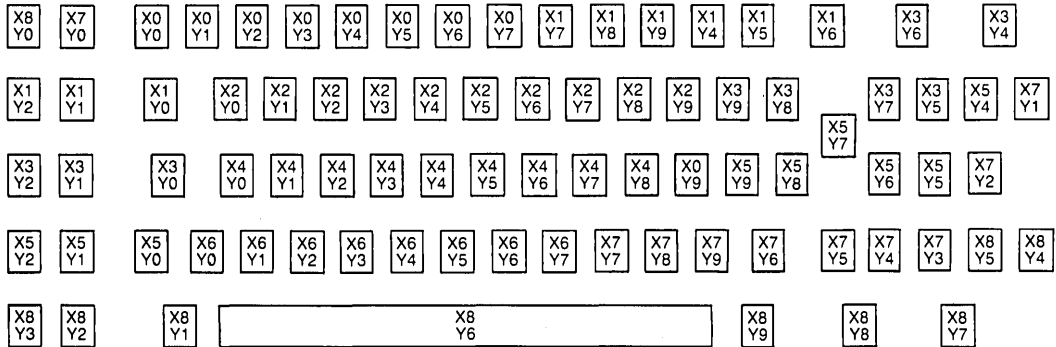 X8 X7 X0 X0 X0 X0 X0 X0 X0 X0 X1 X1 X1 X1 X1 X1 X3 X3
Y0 Y0 Y0 Y1 Y2 Y3 Y4 Y5 Y6 Y7 Y7 Y8 Y9 Y4 Y5 Y6 Y6 Y4
X1 X1 X1 X2 X2 X2 X2 X2 X2 X2 X2 X2 X2 X3 X3 X3 X3 X5 X7
Y2 Y1 Y0 Y0 Y1 Y2 Y3 Y4 Y5 Y6 Y7 Y8 Y9 Y9 Y8 Y7 Y5 Y4 Y1
X5
Y7
X3 X3 X3 X4 X4 X4 X4 X4 X4 X4 X4 X4 X0 X5 X5 X5 X5 X7
Y2 Y1 Y0 Y0 Y1 Y2 Y3 Y4 Y5 Y6 Y7 Y8 Y9 Y9 Y8 Y6 Y5 Y2
X5 X5 X5 X6 X6 X6 X6 X6 X6 X6 X6 X7 X7 X7 X7 X7 X7 X7 X8 X8
Y2 Y1 Y0 Y0 Y1 Y2 Y3 Y4 Y5 Y6 Y7 Y7 Y8 Y9 Y6 Y5 Y4 Y3 Y5 Y4
X8 X8 X8 X8 X8 X8 X8
Y3 Y2 Y1 Y6 Y9 Y8 Y7